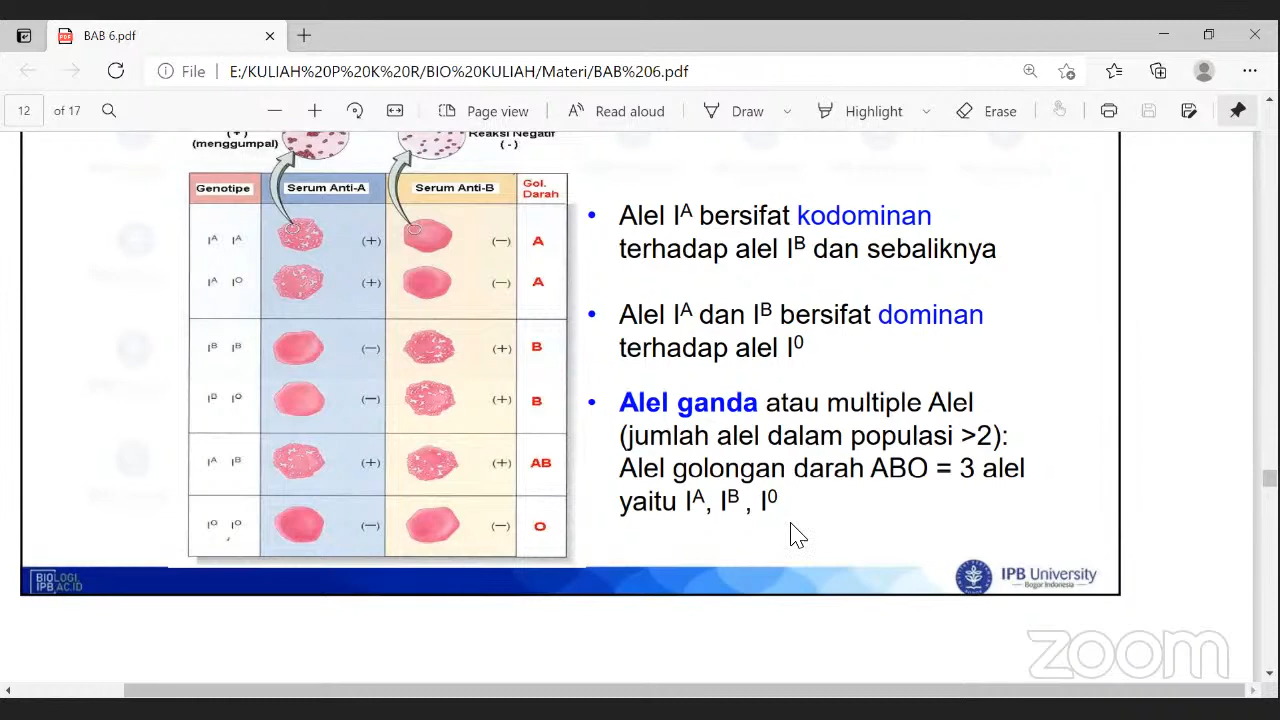 BAB 6.pdf
File
E:/KULIAH%20P%20K%20R/BIO%20KULIAH/Materi/BAB%206.pdf
12 of 17
Page view
Read aloud
Draw
Highlight
Erase
(+)
(menggumpal)
Reaksi Negatif
(-)
Genotipe Serum Anti-A Serum Anti-B Gol. Darah
Iᴬ Iᴬ (+) (−) A
Iᴬ Iᴼ (+) (−) A
Iᴮ Iᴮ (−) (+) B
Iᴮ Iᴼ (−) (+) B
Iᴬ Iᴮ (+) (+) AB
Iᴼ Iᴼ (−) (−) O
• Alel Iᴬ bersifat kodominan
terhadap alel Iᴮ dan sebaliknya
• Alel Iᴬ dan Iᴮ bersifat dominan
terhadap alel I⁰
• Alel ganda atau multiple Alel
(jumlah alel dalam populasi >2):
Alel golongan darah ABO = 3 alel
yaitu Iᴬ, Iᴮ , I⁰
BIOLOGI.
IPB.AC.ID
IPB University
Bogor Indonesia
zoom